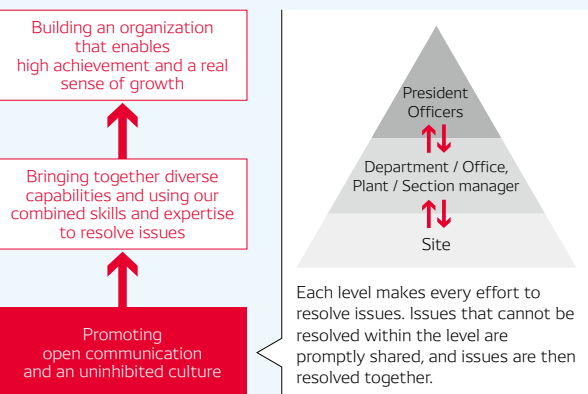 Building an organization
that enables
high achievement and a real
sense of growth
Bringing together diverse
capabilities and using our
combined skills and expertise
to resolve issues
Promoting
open communication
and an uninhibited culture
President
Officers
Department / Office,
Plant / Section manager
Site
Each level makes every effort to
resolve issues. Issues that cannot be
resolved within the level are
promptly shared, and issues are then
resolved together.